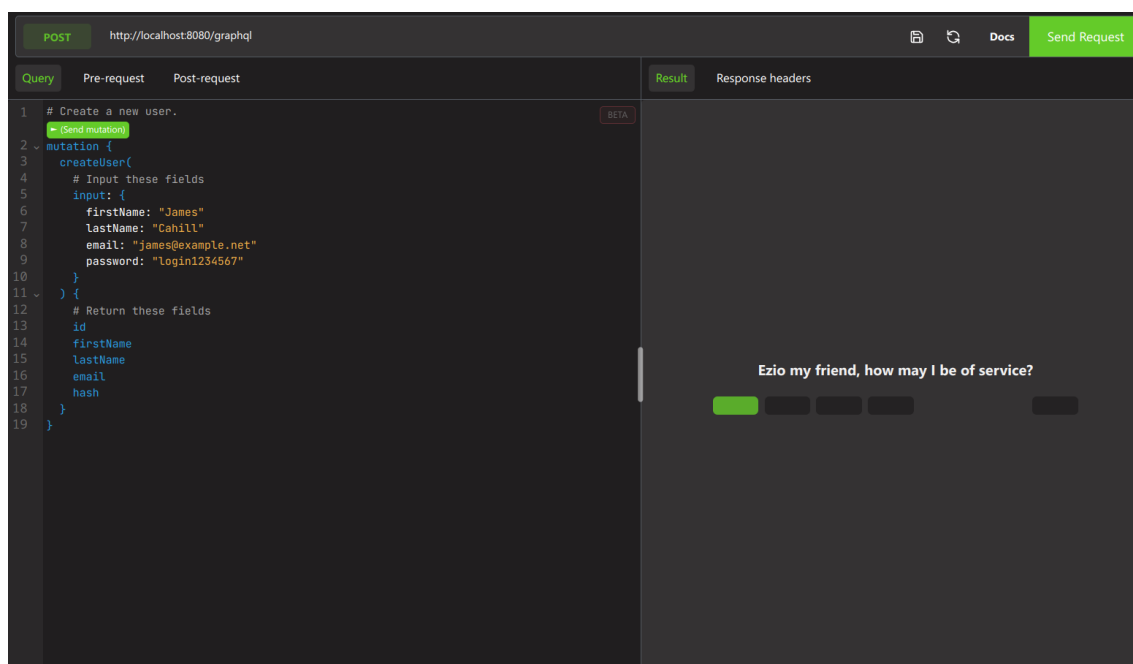 POST http://localhost:8080/graphql Docs Send Request
Query Pre-request Post-request
Result Response headers
BETA
1 # Create a new user.
(Send mutation)
2 mutation {
3 createUser(
4 # Input these fields
5 input: {
6 firstName: "James"
7 lastName: "Cahill"
8 email: "james@example.net"
9 password: "login1234567"
10 }
11 ) {
12 # Return these fields
13 id
14 firstName
15 lastName
16 email
17 hash
18 }
19 }
Ezio my friend, how may I be of service?